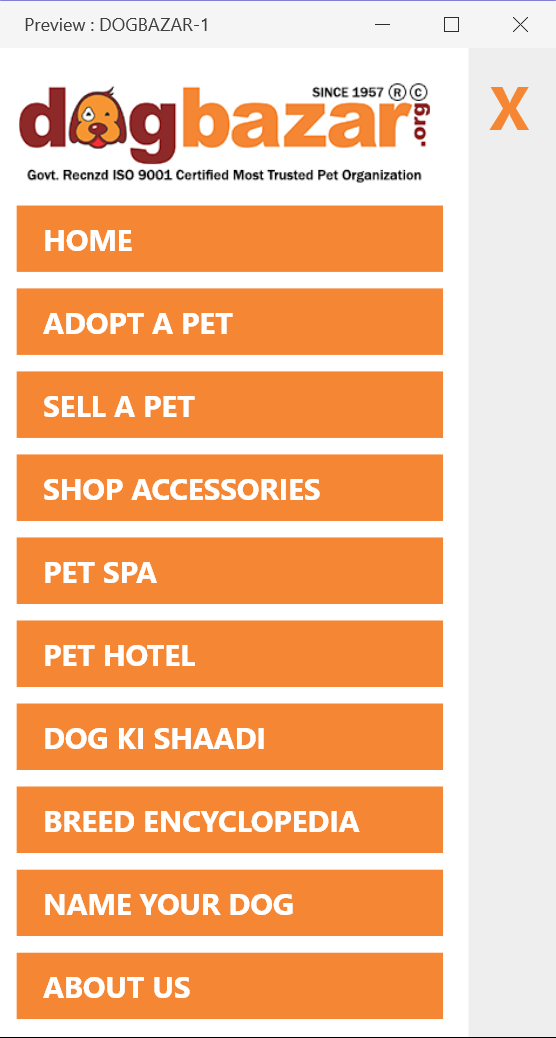 Preview : DOGBAZAR-1
SINCE 1957 ® ©
dogbazar.org
Govt. Recnzd ISO 9001 Certified Most Trusted Pet Organization
X
HOME
ADOPT A PET
SELL A PET
SHOP ACCESSORIES
PET SPA
PET HOTEL
DOG KI SHAADI
BREED ENCYCLOPEDIA
NAME YOUR DOG
ABOUT US